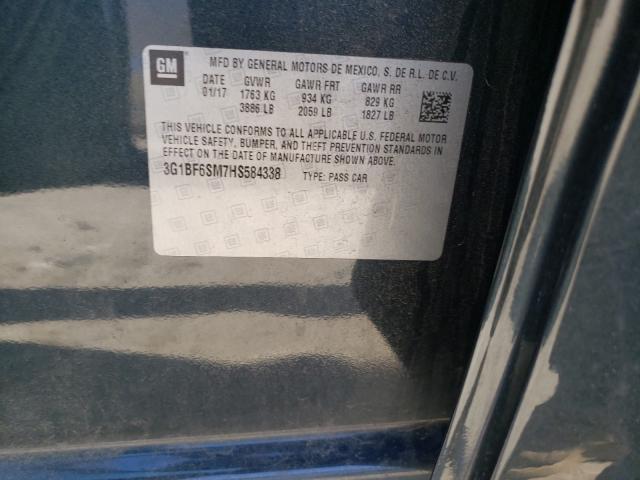 GM
MFD BY GENERAL MOTORS DE MEXICO, S. DE R.L. DE C.V.
DATE GVWR GAWR FRT GAWR RR
01/17 1763 KG 934 KG 829 KG
3886 LB 2059 LB 1827 LB
THIS VEHICLE CONFORMS TO ALL APPLICABLE U.S. FEDERAL MOTOR
VEHICLE SAFETY, BUMPER, AND THEFT PREVENTION STANDARDS IN
EFFECT ON THE DATE OF MANUFACTURE SHOWN ABOVE.
3G1BF6SM7HS584338 TYPE: PASS CAR